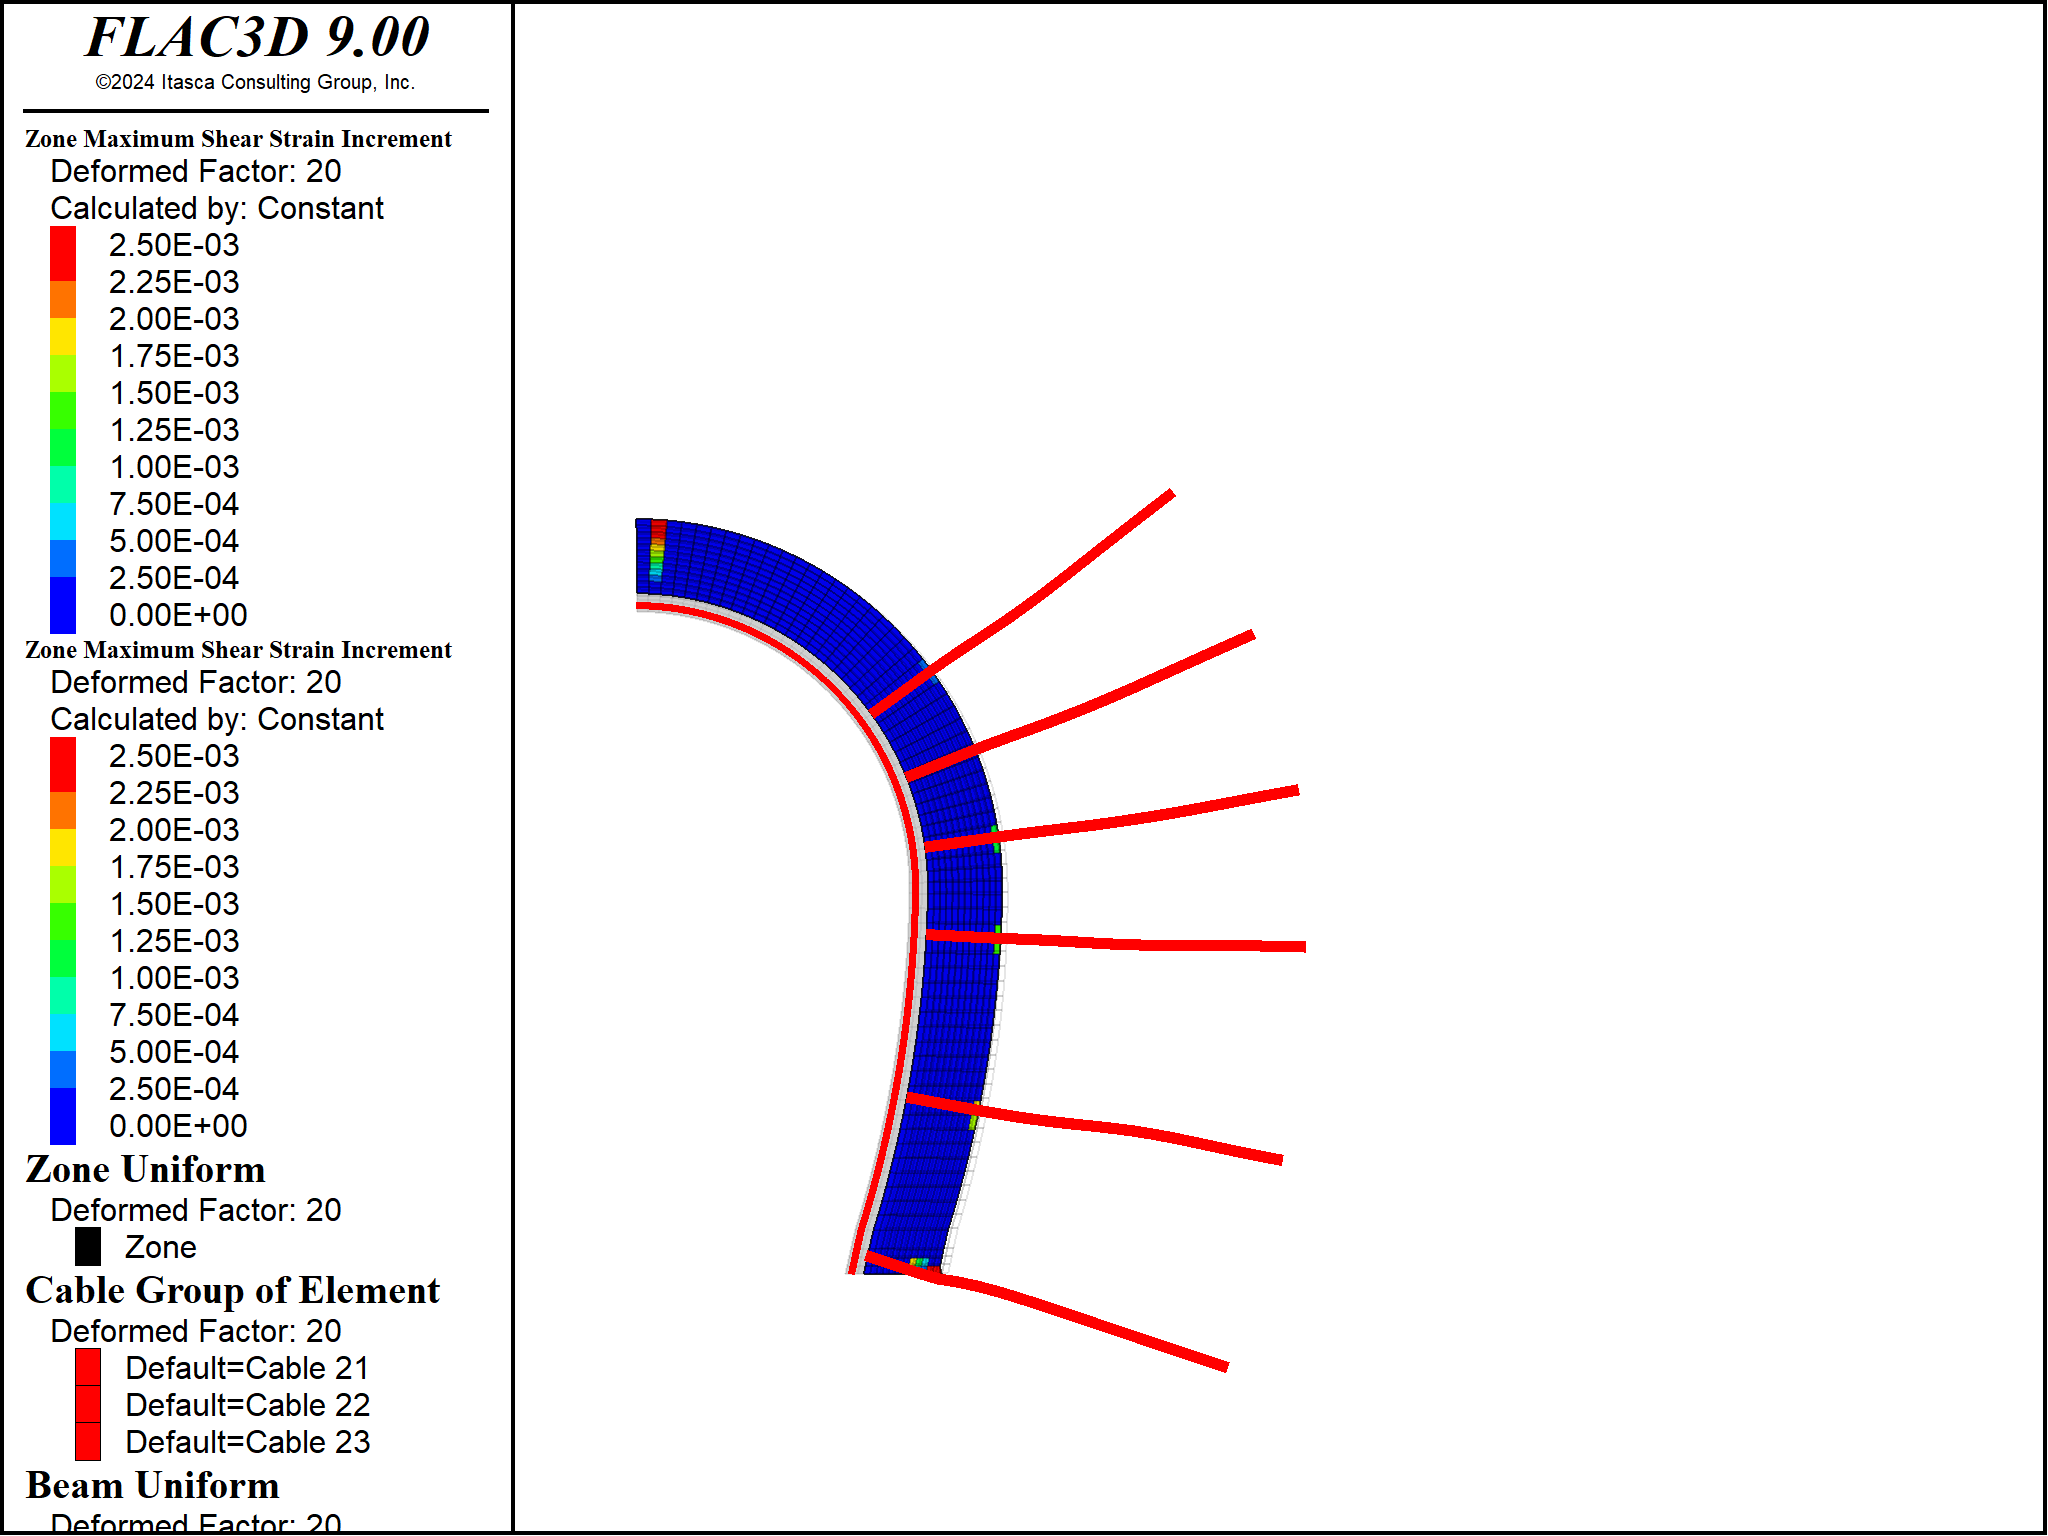 FLAC3D 9.00
©2024 Itasca Consulting Group, Inc.
Zone Maximum Shear Strain Increment
Deformed Factor: 20
Calculated by: Constant
2.50E-03
2.25E-03
2.00E-03
1.75E-03
1.50E-03
1.25E-03
1.00E-03
7.50E-04
5.00E-04
2.50E-04
0.00E+00
Zone Maximum Shear Strain Increment
Deformed Factor: 20
Calculated by: Constant
2.50E-03
2.25E-03
2.00E-03
1.75E-03
1.50E-03
1.25E-03
1.00E-03
7.50E-04
5.00E-04
2.50E-04
0.00E+00
Zone Uniform
Deformed Factor: 20
Zone
Cable Group of Element
Deformed Factor: 20
Default=Cable 21
Default=Cable 22
Default=Cable 23
Beam Uniform
Deformed Factor: 20